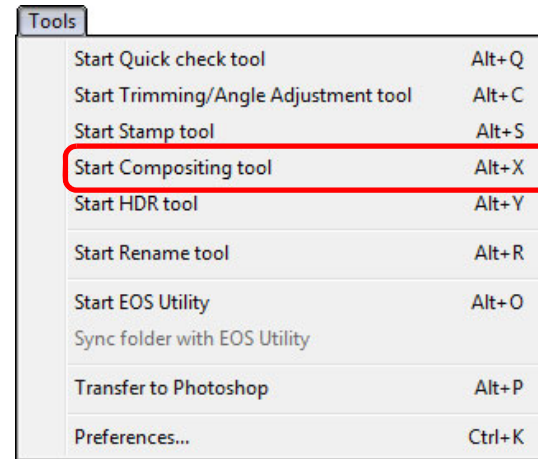 Tools
Start Quick check tool Alt+Q
Start Trimming/Angle Adjustment tool Alt+C
Start Stamp tool Alt+S
Start Compositing tool Alt+X
Start HDR tool Alt+Y
Start Rename tool Alt+R
Start EOS Utility Alt+O
Sync folder with EOS Utility
Transfer to Photoshop Alt+P
Preferences... Ctrl+K